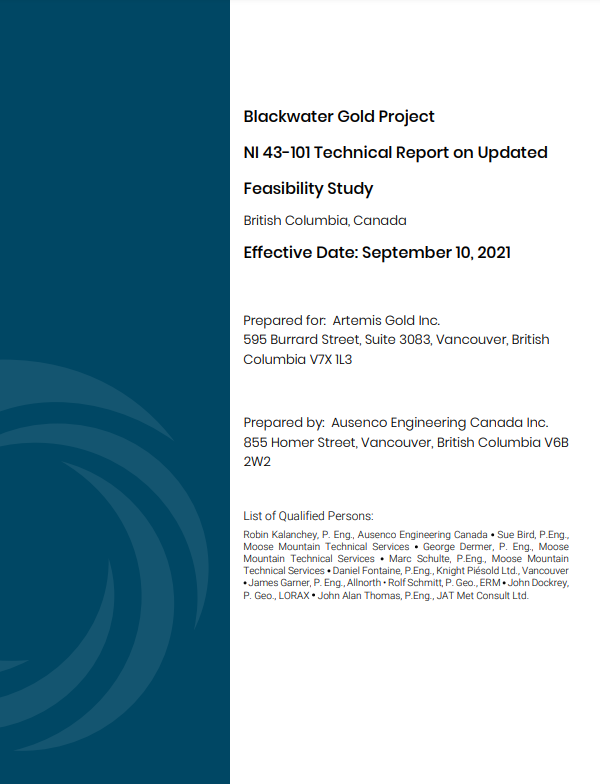 Blackwater Gold Project
NI 43-101 Technical Report on Updated
Feasibility Study
British Columbia, Canada
Effective Date: September 10, 2021
Prepared for:  Artemis Gold Inc.
595 Burrard Street, Suite 3083, Vancouver, British
Columbia V7X 1L3
Prepared by:  Ausenco Engineering Canada Inc.
855 Homer Street, Vancouver, British Columbia V6B
2W2
List of Qualified Persons:
Robin Kalanchey, P. Eng., Ausenco Engineering Canada • Sue Bird, P.Eng.,
Moose Mountain Technical Services • George Dermer, P. Eng., Moose
Mountain Technical Services • Marc Schulte, P.Eng., Moose Mountain
Technical Services • Daniel Fontaine, P.Eng., Knight Piésold Ltd., Vancouver
• James Garner, P. Eng., Allnorth • Rolf Schmitt, P. Geo., ERM • John Dockrey,
P. Geo., LORAX • John Alan Thomas, P.Eng., JAT Met Consult Ltd.